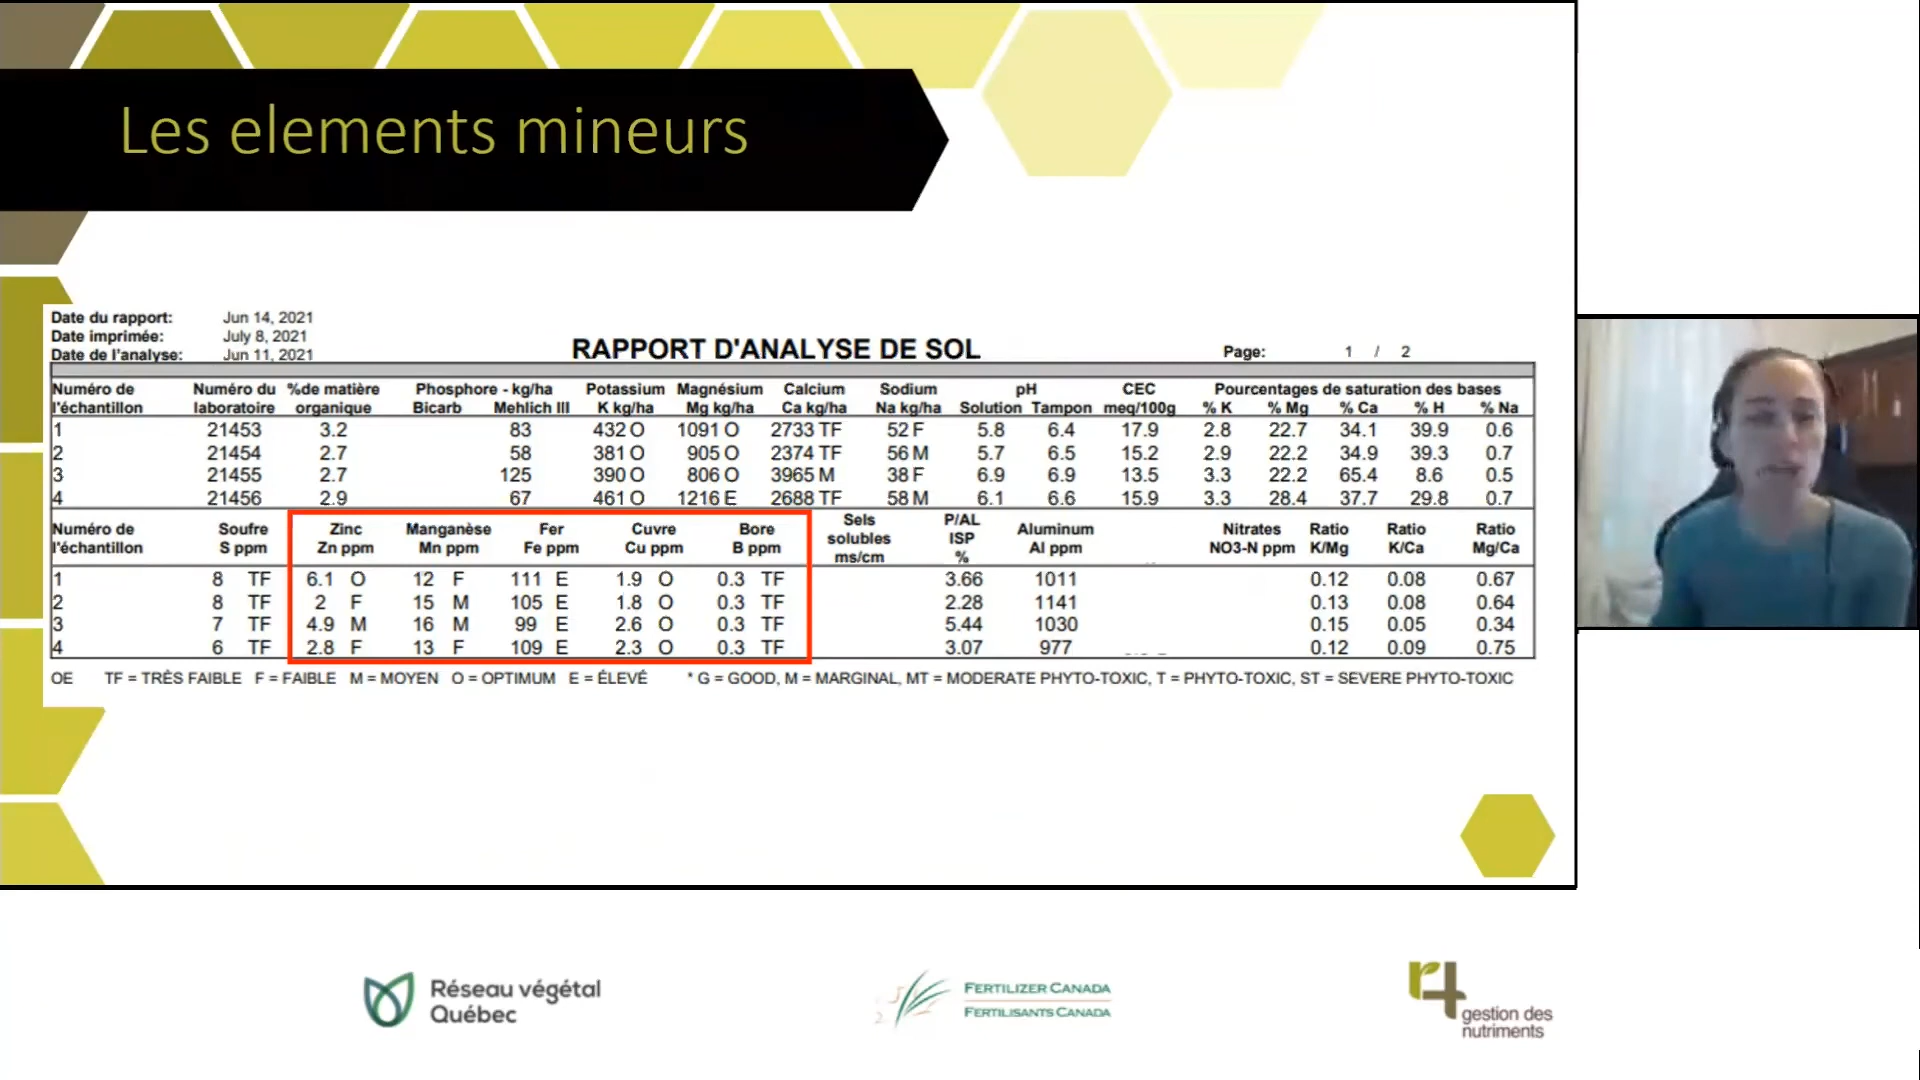 Les elements mineurs
Date du rapport: Jun 14, 2021
Date imprimée: July 8, 2021
Date de l'analyse: Jun 11, 2021
RAPPORT D'ANALYSE DE SOL
Page: 1 / 2
Numéro de Numéro du %de matière Phosphore - kg/ha Potassium Magnésium Calcium Sodium pH CEC Pourcentages de saturation des bases
l'échantillon laboratoire organique Bicarb Mehlich III K kg/ha Mg kg/ha Ca kg/ha Na kg/ha Solution Tampon meq/100g % K % Mg % Ca % H % Na
1 21453 3.2 83 432 O 1091 O 2733 TF 52 F 5.8 6.4 17.9 2.8 22.7 34.1 39.9 0.6
2 21454 2.7 58 381 O 905 O 2374 TF 56 M 5.7 6.5 15.2 2.9 22.2 34.9 39.3 0.7
3 21455 2.7 125 390 O 806 O 3965 M 38 F 6.9 6.9 13.5 3.3 22.2 65.4 8.6 0.5
4 21456 2.9 67 461 O 1216 E 2688 TF 58 M 6.1 6.6 15.9 3.3 28.4 37.7 29.8 0.7
Numéro de Soufre Zinc Manganèse Fer Cuvre Bore Sels P/AL Aluminum Nitrates Ratio Ratio Ratio
l'échantillon S ppm Zn ppm Mn ppm Fe ppm Cu ppm B ppm solubles ISP Al ppm NO3-N ppm K/Mg K/Ca Mg/Ca
ms/cm %
1 8 TF 6.1 O 12 F 111 E 1.9 O 0.3 TF 3.66 1011 0.12 0.08 0.67
2 8 TF 2 F 15 M 105 E 1.8 O 0.3 TF 2.28 1141 0.13 0.08 0.64
3 7 TF 4.9 M 16 M 99 E 2.6 O 0.3 TF 5.44 1030 0.15 0.05 0.34
4 6 TF 2.8 F 13 F 109 E 2.3 O 0.3 TF 3.07 977 0.12 0.09 0.75
OE TF = TRÈS FAIBLE F = FAIBLE M = MOYEN O = OPTIMUM E = ÉLEVÉ * G = GOOD, M = MARGINAL, MT = MODERATE PHYTO-TOXIC, T = PHYTO-TOXIC, ST = SEVERE PHYTO-TOXIC
Réseau végétal
Québec
FERTILIZER CANADA
FERTILISANTS CANADA
r4
gestion des
nutriments